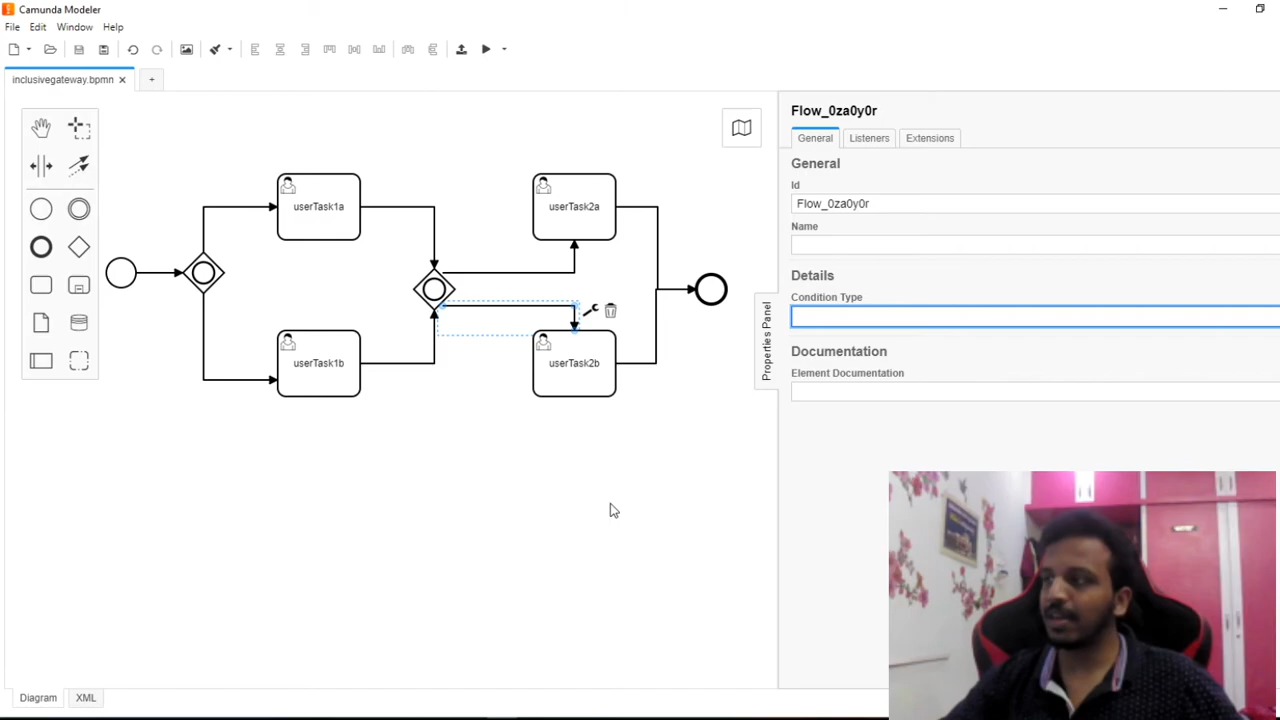 Camunda Modeler
File Edit Window Help
inclusivegateway.bpmn
Flow_0za0y0r
General Listeners Extensions
General
Id
Flow_0za0y0r
Name
Details
Condition Type
Documentation
Element Documentation
Properties Panel
userTask1a
userTask2a
userTask1b
userTask2b
Diagram XML